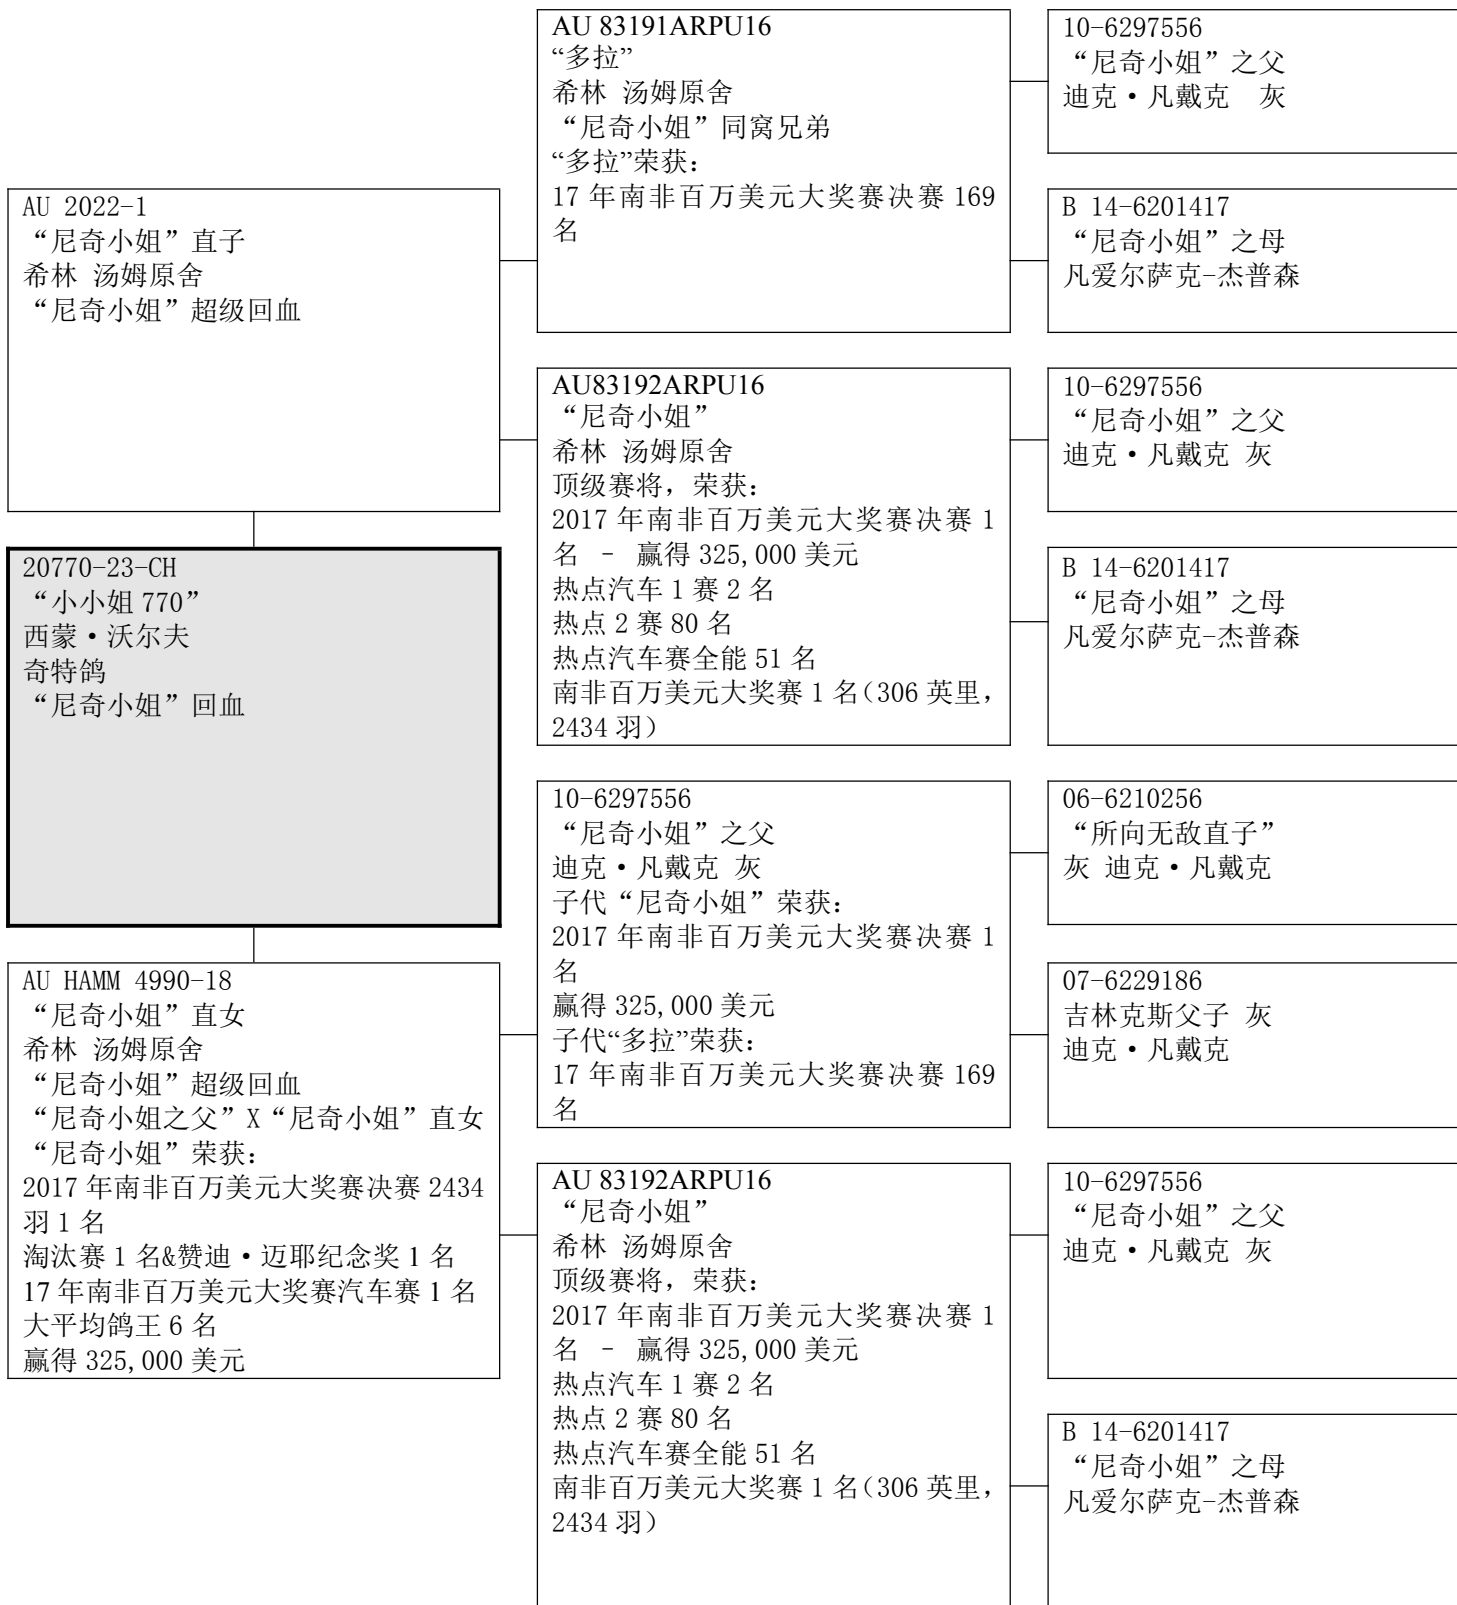 AU 2022-1
“尼奇小姐”直子
希林 汤姆原舍
“尼奇小姐”超级回血
20770-23-CH
“小小姐 770”
西蒙·沃尔夫
奇特鸽
“尼奇小姐”回血
AU HAMM 4990-18
“尼奇小姐”直女
希林 汤姆原舍
“尼奇小姐”超级回血
“尼奇小姐之父”X“尼奇小姐”直女
“尼奇小姐”荣获：
2017 年南非百万美元大奖赛决赛 2434
羽 1 名
淘汰赛 1 名&赞迪·迈耶纪念奖 1 名
17 年南非百万美元大奖赛汽车赛 1 名
大平均鸽王 6 名
赢得 325,000 美元
AU 83191ARPU16
“多拉”
希林 汤姆原舍
“尼奇小姐”同窝兄弟
“多拉”荣获：
17 年南非百万美元大奖赛决赛 169
名
AU83192ARPU16
“尼奇小姐”
希林 汤姆原舍
顶级赛将，荣获：
2017 年南非百万美元大奖赛决赛 1
名 – 赢得 325,000 美元
热点汽车 1 赛 2 名
热点 2 赛 80 名
热点汽车赛全能 51 名
南非百万美元大奖赛 1 名（306 英里，
2434 羽）
10-6297556
“尼奇小姐”之父
迪克·凡戴克 灰
子代“尼奇小姐”荣获：
2017 年南非百万美元大奖赛决赛 1
名
赢得 325,000 美元
子代“多拉”荣获：
17 年南非百万美元大奖赛决赛 169
名
AU 83192ARPU16
“尼奇小姐”
希林 汤姆原舍
顶级赛将，荣获：
2017 年南非百万美元大奖赛决赛 1
名 – 赢得 325,000 美元
热点汽车 1 赛 2 名
热点 2 赛 80 名
热点汽车赛全能 51 名
南非百万美元大奖赛 1 名（306 英里，
2434 羽）
10-6297556
“尼奇小姐”之父
迪克·凡戴克 灰
B 14-6201417
“尼奇小姐”之母
凡爱尔萨克-杰普森
10-6297556
“尼奇小姐”之父
迪克·凡戴克 灰
B 14-6201417
“尼奇小姐”之母
凡爱尔萨克-杰普森
06-6210256
“所向无敌直子”
灰 迪克·凡戴克
07-6229186
吉林克斯父子 灰
迪克·凡戴克
10-6297556
“尼奇小姐”之父
迪克·凡戴克 灰
B 14-6201417
“尼奇小姐”之母
凡爱尔萨克-杰普森